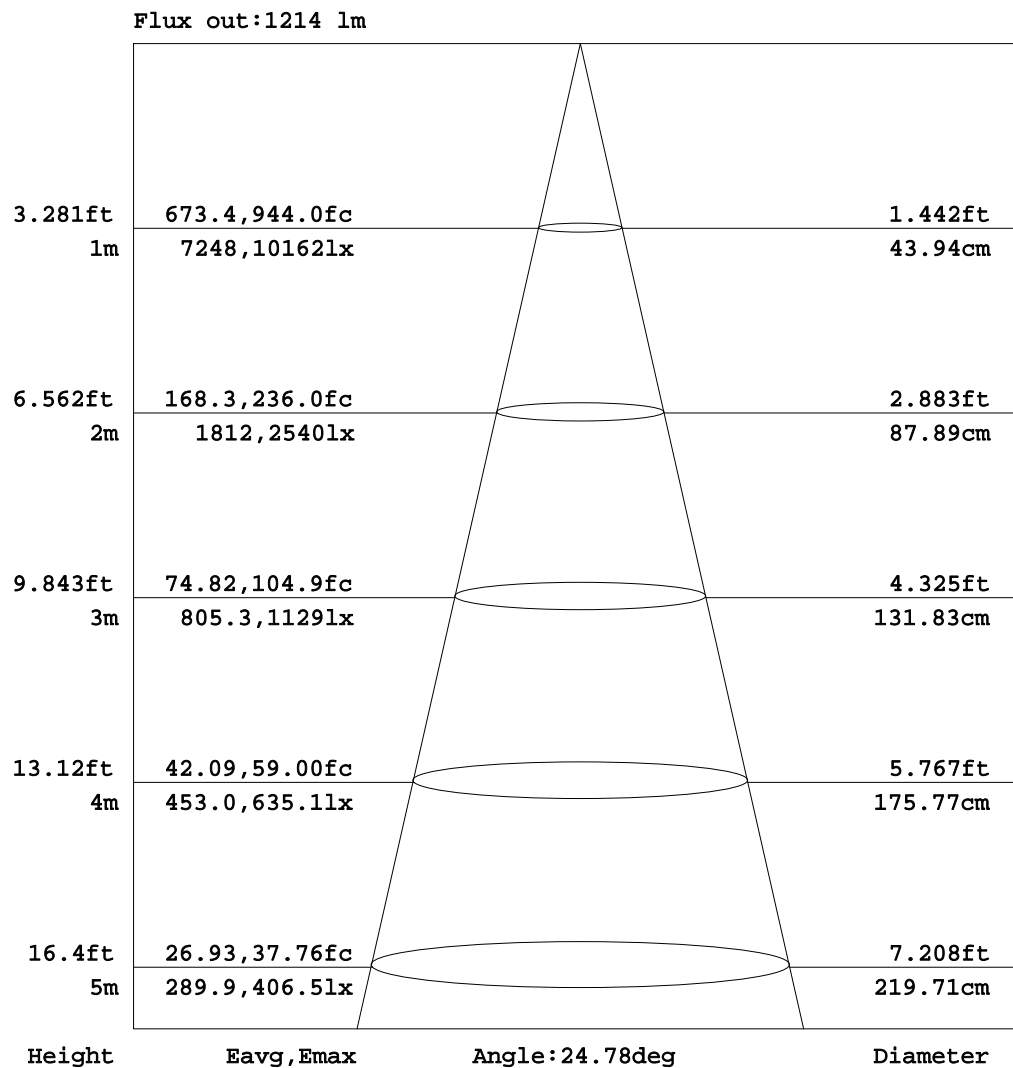 Flux out:1214 lm
3.281ft 673.4,944.0fc 1.442ft
1m 7248,10162lx 43.94cm
6.562ft 168.3,236.0fc 2.883ft
2m 1812,2540lx 87.89cm
9.843ft 74.82,104.9fc 4.325ft
3m 805.3,1129lx 131.83cm
13.12ft 42.09,59.00fc 5.767ft
4m 453.0,635.1lx 175.77cm
16.4ft 26.93,37.76fc 7.208ft
5m 289.9,406.5lx 219.71cm
Height Eavg,Emax Angle:24.78deg Diameter